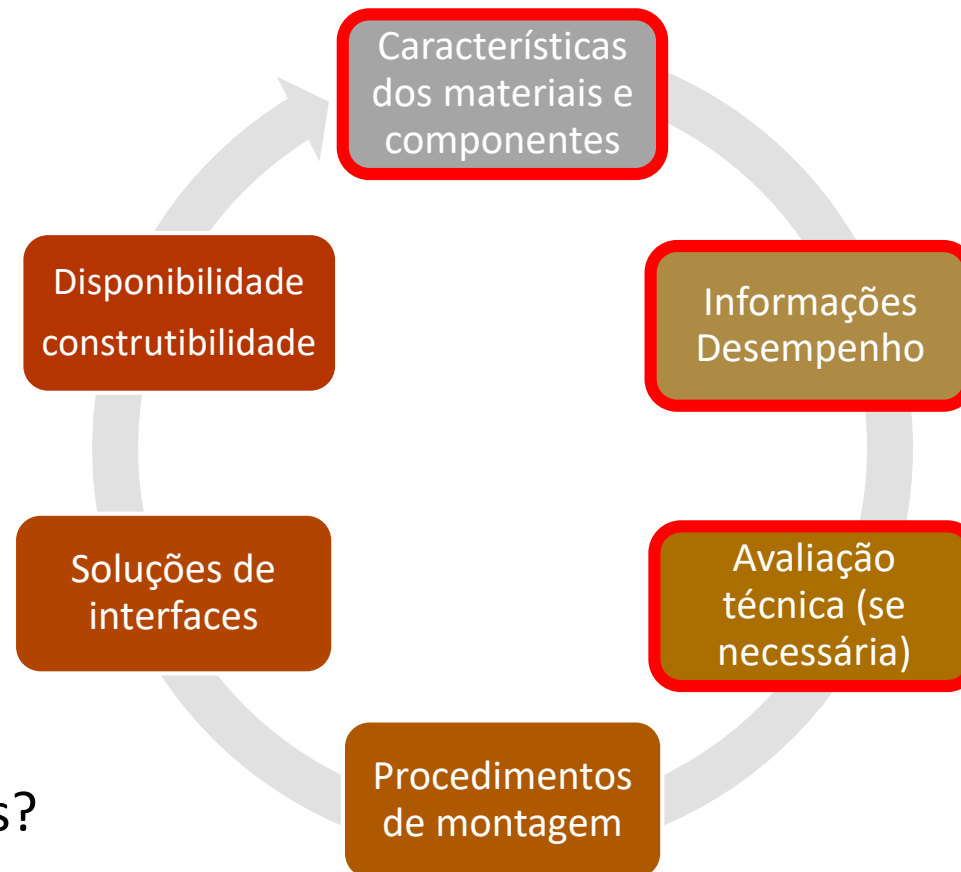 Características
dos materiais e
componentes
Informações
Desempenho
Avaliação
técnica (se
necessária)
Procedimentos
de montagem
Soluções de
interfaces
Disponibilidade
construtibilidade
s?